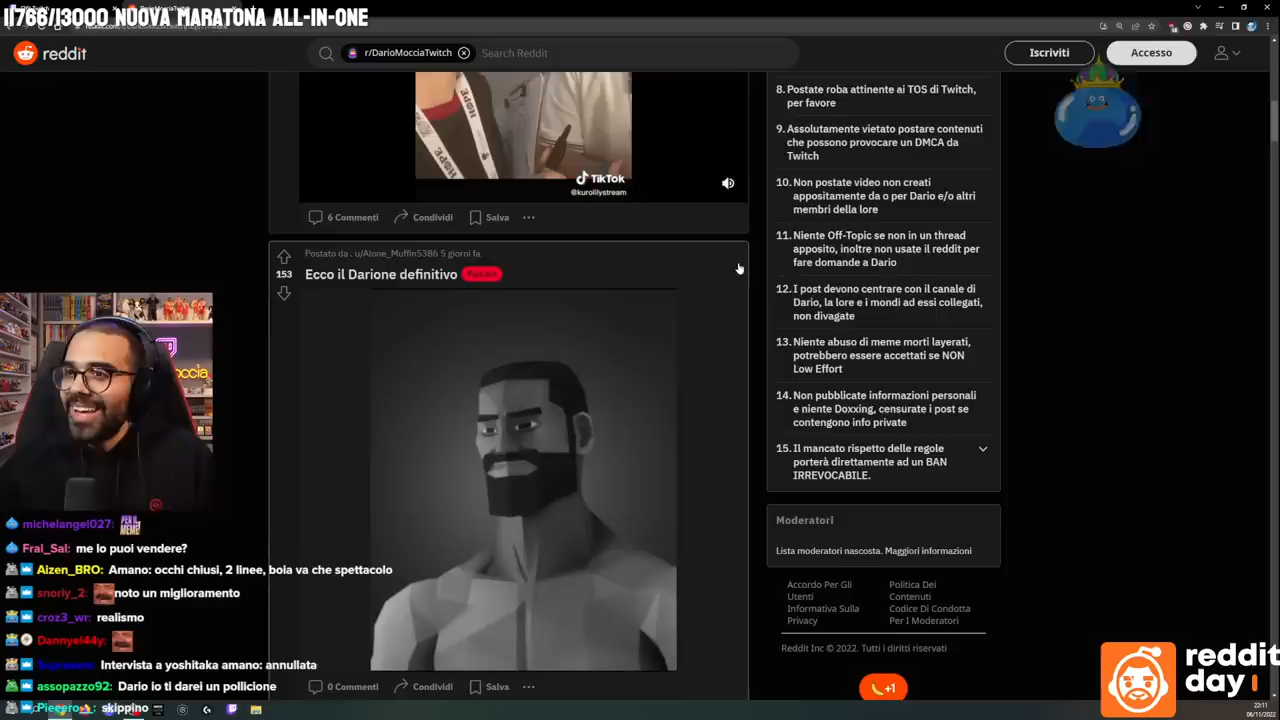 11766/13000 NUOVA MARATONA ALL-IN-ONE
reddit
r/DarioMocciaTwitch
Search Reddit
Iscriviti
Accesso
HOPE
HOPE
TikTok
@kurolilystream
6 Commenti
Condividi
Salva
Postato da . u/Alone_Muffin5386 5 giorni fa
153
Ecco il Darione definitivo
0 Commenti
Condividi
Salva
8. Postate roba attinente ai TOS di Twitch,
per favore
9. Assolutamente vietato postare contenuti
che possono provocare un DMCA da
Twitch
10. Non postate video non creati
appositamente da o per Dario e/o altri
membri della lore
11. Niente Off-Topic se non in un thread
apposito, inoltre non usate il reddit per
fare domande a Dario
12. I post devono centrare con il canale di
Dario, la lore e i mondi ad essi collegati,
non divagate
13. Niente abuso di meme morti layerati,
potrebbero essere accettati se NON
Low Effort
14. Non pubblicate informazioni personali
e niente Doxxing, censurate i post se
contengono info private
15. Il mancato rispetto delle regole
porterà direttamente ad un BAN
IRREVOCABILE.
Moderatori
Lista moderatori nascosta. Maggiori informazioni
Accordo Per Gli
Utenti
Informativa Sulla
Privacy
Politica Dei
Contenuti
Codice Di Condotta
Per I Moderatori
Reddit Inc © 2022. Tutti i diritti riservati
occia
michelangel027:
Frai_Sal: me lo puoi vendere?
Aizen_BRO: Amano: occhi chiusi, 2 linee, boia va che spettacolo
snorly_2: noto un miglioramento
croz3_wr: realismo
Dannyel44y:
Intervista a yoshitaka amano: annullata
assopazzo92: Dario io ti darei un pollicione
skippino
+1
reddit
day
22:11
06/11/2022